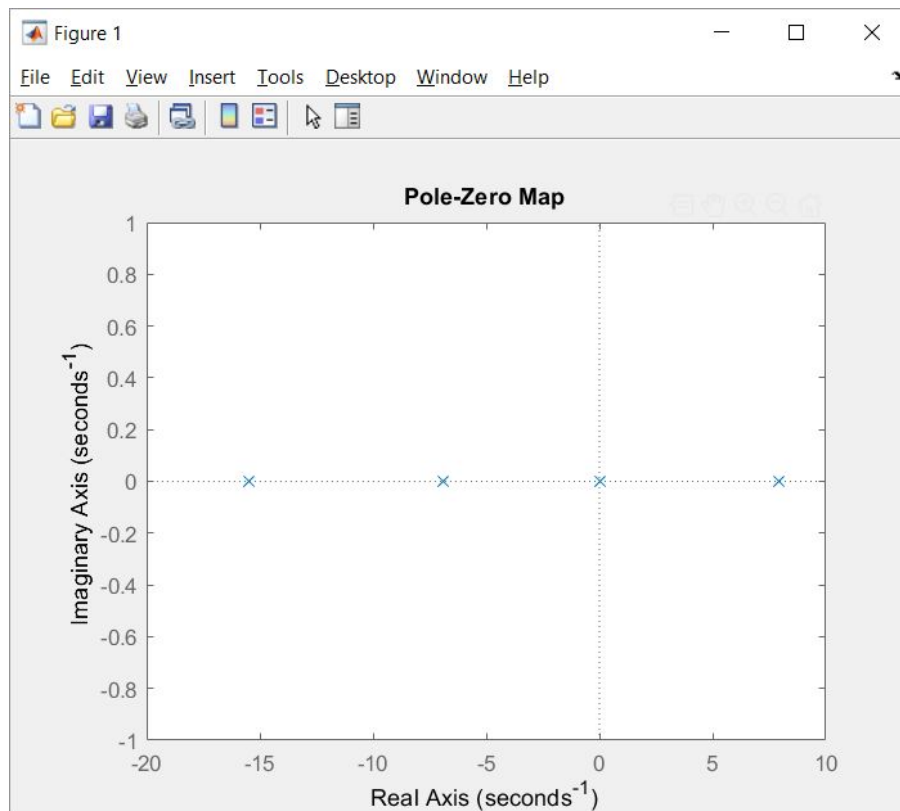 Figure 1
File Edit View Insert Tools Desktop Window Help
Pole-Zero Map
1
0.8
0.6
0.4
0.2
0
-0.2
-0.4
-0.6
-0.8
-1
Imaginary Axis (seconds-1)
-20 -15 -10 -5 0 5 10
Real Axis (seconds-1)